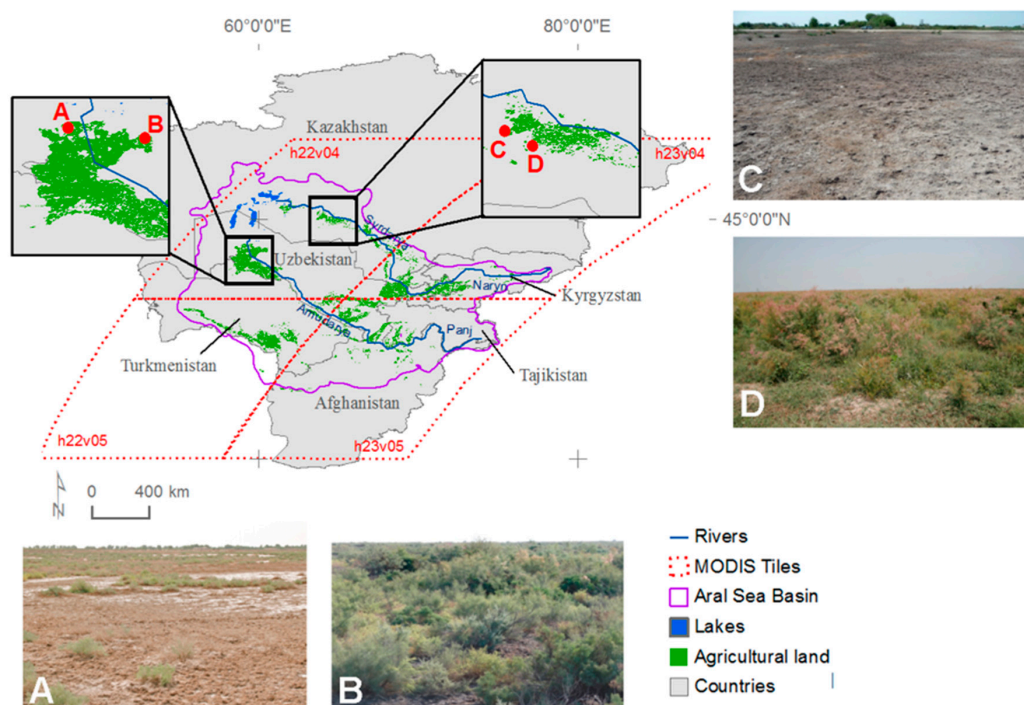 60°0'0"E
80°0'0"E
A
B
Kazakhstan
h22v04
C
D
h23v04
C
45°0'0"N
Syrdarya
Uzbekistan
Naryn
Kyrgyzstan
Amudarya
Panj
Turkmenistan
Tajikistan
Afghanistan
D
h22v05
h23v05
N
0 400 km
Rivers
MODIS Tiles
Aral Sea Basin
Lakes
Agricultural land
Countries
A
B